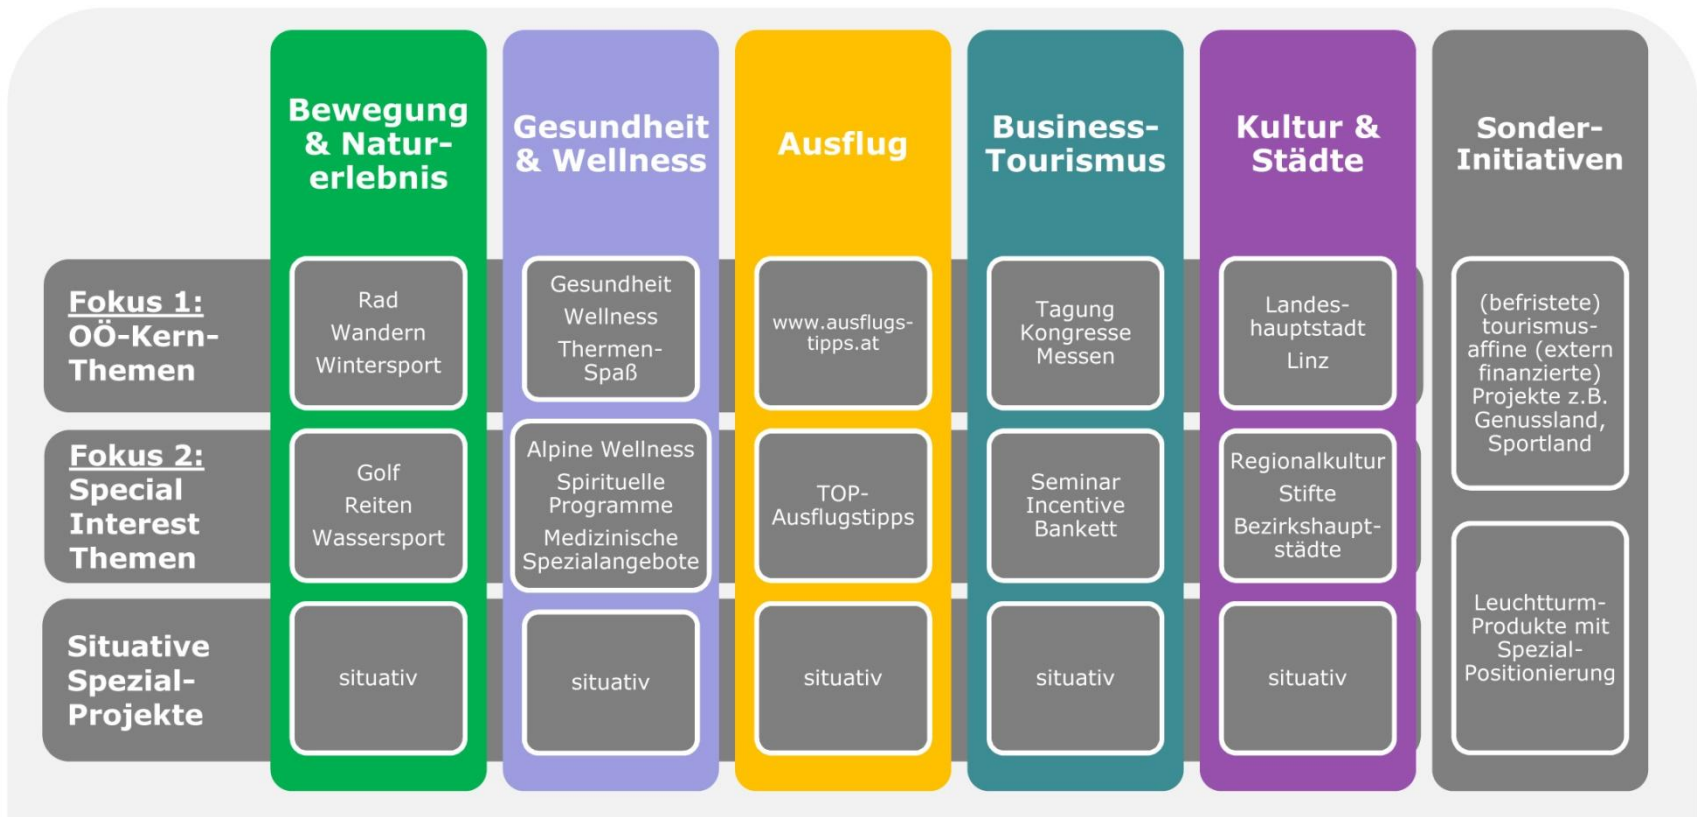 Bewegung
& Natur-
erlebnis
Gesundheit
& Wellness
Ausflug
Business-
Tourismus
Kultur &
Städte
Sonder-
Initiativen
Fokus 1:
OÖ-Kern-
Themen
Rad
Wandern
Wintersport
Gesundheit
Wellness
Thermen-
Spaß
www.ausflugs-
tipps.at
Tagung
Kongresse
Messen
Landes-
hauptstadt
Linz
(befristete)
tourismus-
affine (extern
finanzierte)
Projekte z.B.
Genussland,
Sportland
Fokus 2:
Special
Interest
Themen
Golf
Reiten
Wassersport
Alpine Wellness
Spirituelle
Programme
Medizinische
Spezialangebote
TOP-
Ausflugstipps
Seminar
Incentive
Bankett
Regionalkultur
Stifte
Bezirkshaupt-
städte
Leuchtturm-
Produkte mit
Spezial-
Positionierung
Situative
Spezial-
Projekte
situativ
situativ
situativ
situativ
situativ